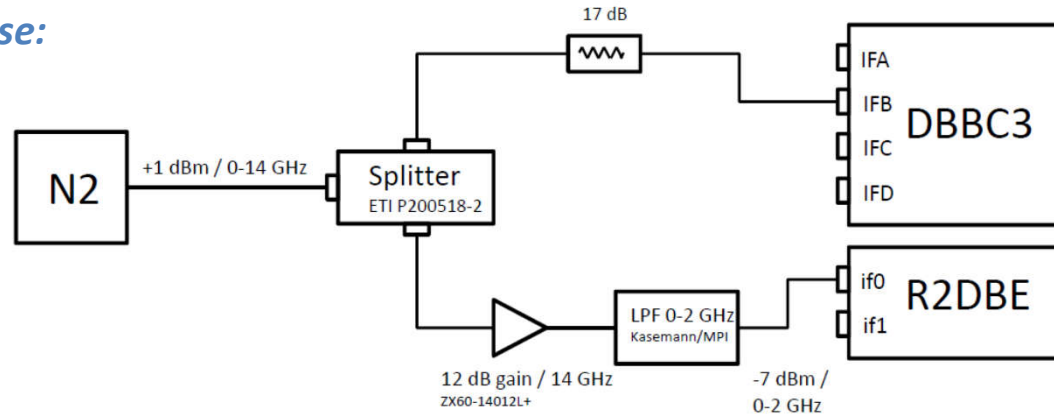 se:
17 dB
IFA
IFB
IFC
IFD
DBBC3
N2
+1 dBm / 0-14 GHz
Splitter
ETI P200518-2
if0
if1
R2DBE
LPF 0-2 GHz
Kasemann/MPI
12 dB gain / 14 GHz
ZX60-14012L+
-7 dBm /
0-2 GHz